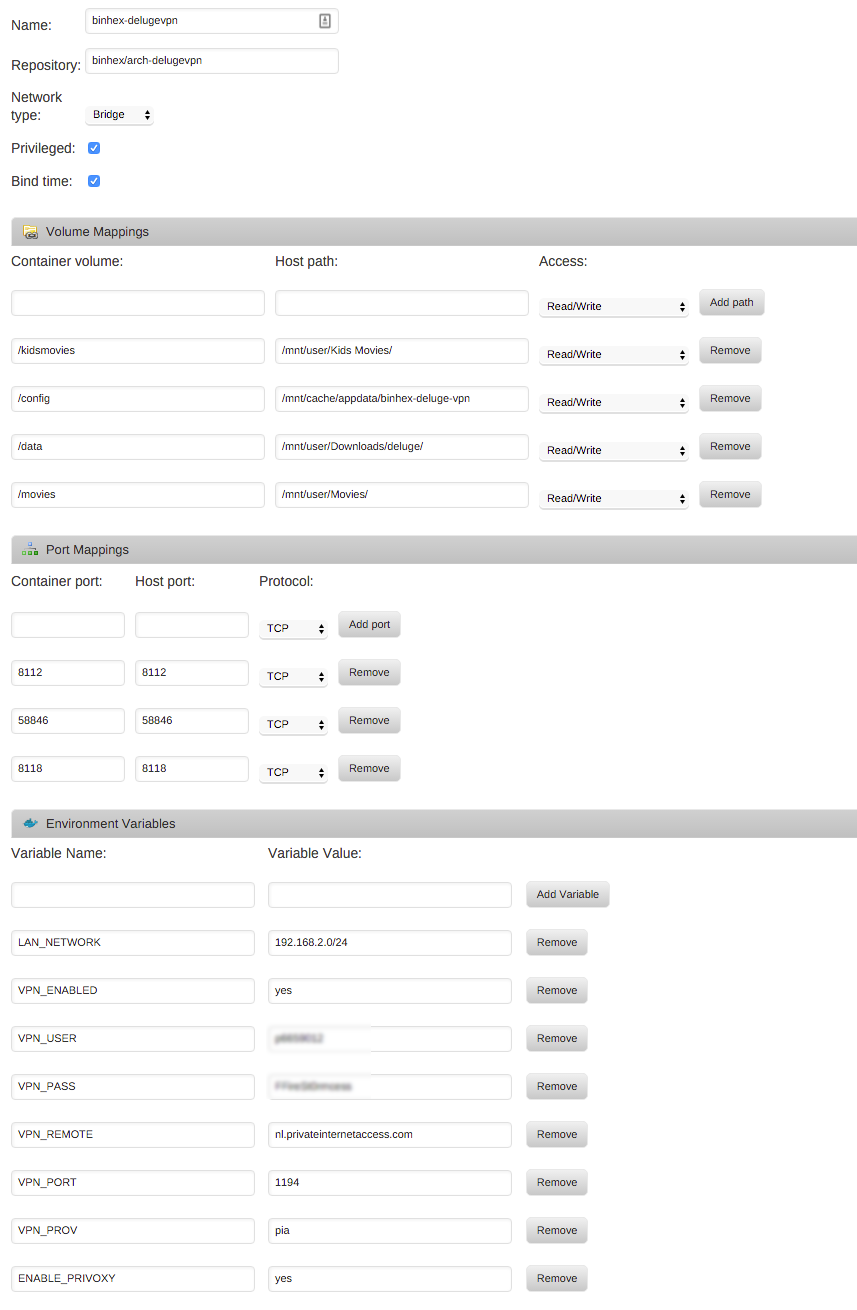 Name: binhex-delugevpn
Repository: binhex/arch-delugevpn
Network
type: Bridge
Privileged:
Bind time:
Volume Mappings
Container volume: Host path: Access:
Read/Write Add path
/kidsmovies /mnt/user/Kids Movies/ Read/Write Remove
/config /mnt/cache/appdata/binhex-deluge-vpn Read/Write Remove
/data /mnt/user/Downloads/deluge/ Read/Write Remove
/movies /mnt/user/Movies/ Read/Write Remove
Port Mappings
Container port: Host port: Protocol:
TCP Add port
8112 8112 TCP Remove
58846 58846 TCP Remove
8118 8118 TCP Remove
Environment Variables
Variable Name: Variable Value:
Add Variable
LAN_NETWORK 192.168.2.0/24 Remove
VPN_ENABLED yes Remove
VPN_USER Remove
VPN_PASS Remove
VPN_REMOTE nl.privateinternetaccess.com Remove
VPN_PORT 1194 Remove
VPN_PROV pia Remove
ENABLE_PRIVOXY yes Remove